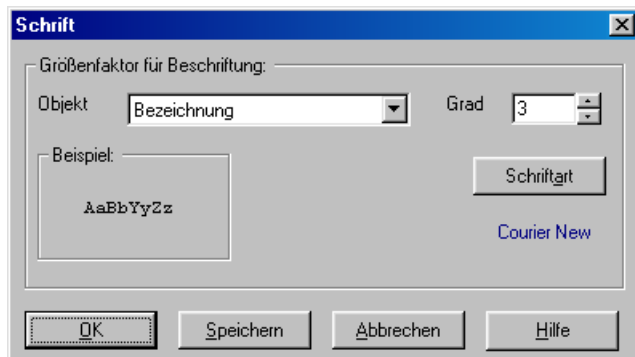 Schrift
Größenfaktor für Beschriftung:
Objekt Bezeichnung Grad 3
Beispiel:
AaBbYyZz
Schriftart
Courier New
OK Speichern Abbrechen Hilfe